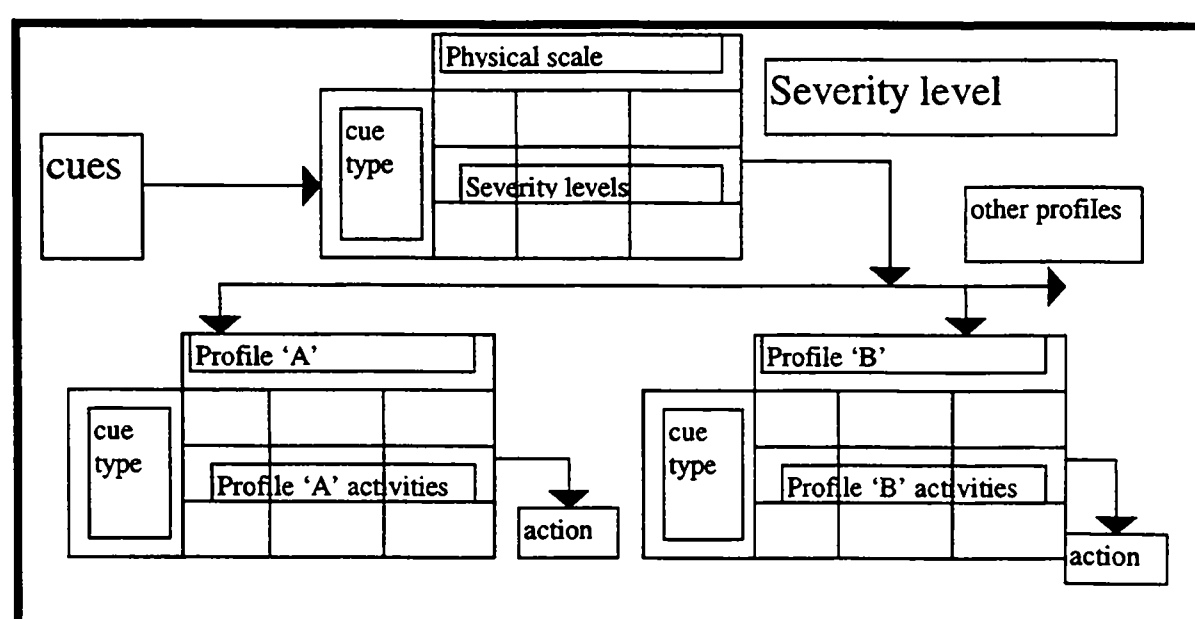 Physical scale
Severity level
cues
cue
type
Severity levels
other profiles
Profile ‘A’
Profile ‘B’
cue
type
cue
type
Profile ‘A’ activities
Profile ‘B’ activities
action
action